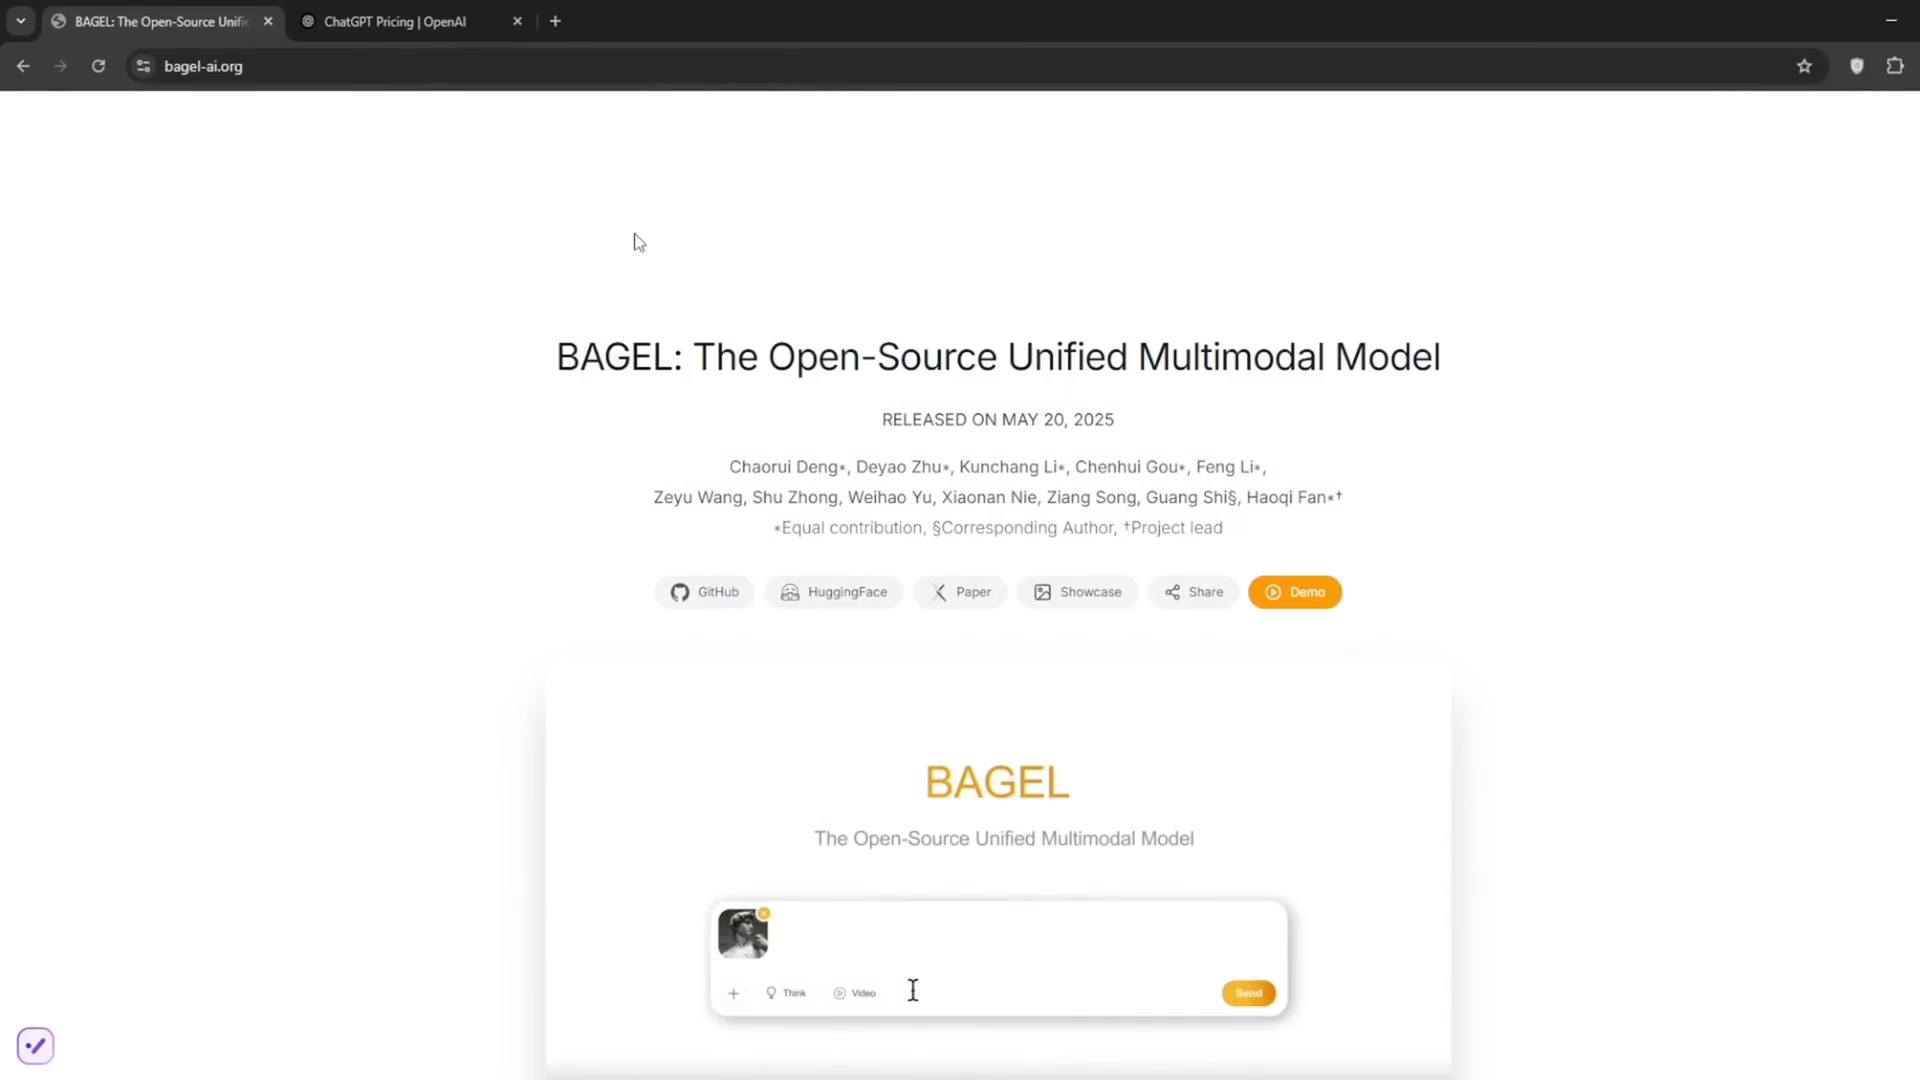 BAGEL: The Open-Source Unifi
ChatGPT Pricing | OpenAI
bagel-ai.org
BAGEL: The Open-Source Unified Multimodal Model
RELEASED ON MAY 20, 2025
Chaorui Deng*, Deyao Zhu*, Kunchang Li*, Chenhui Gou*, Feng Li*,
Zeyu Wang, Shu Zhong, Weihao Yu, Xiaonan Nie, Ziang Song, Guang Shi§, Haoqi Fan*†
*Equal contribution, §Corresponding Author, †Project lead
GitHub HuggingFace Paper Showcase Share Demo
BAGEL
The Open-Source Unified Multimodal Model
Think Video Send